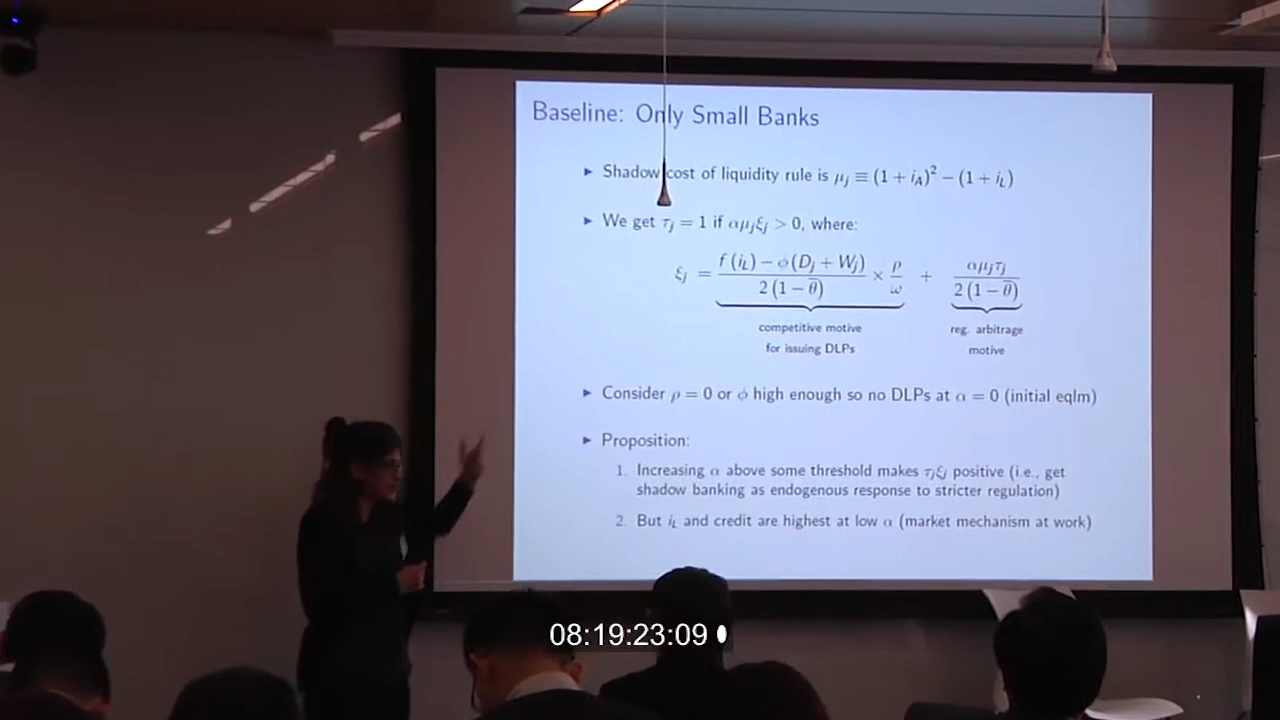 Baseline: Only Small Banks
▶ Shadow cost of liquidity rule is μ_j ≡ (1 + i_A)² − (1 + i_L)
▶ We get τ_j = 1 if αμ_jξ_j > 0, where:
ξ_j = f (i_L) − φ (D_j + W_j) / 2 (1 − θ̄) × ρ / ω + αμ_jτ_j / 2 (1 − θ̄)
competitive motive reg. arbitrage
for issuing DLPs motive
▶ Consider ρ = 0 or φ high enough so no DLPs at α = 0 (initial eqlm)
▶ Proposition:
1. Increasing α above some threshold makes τ_jξ_j positive (i.e., get
shadow banking as endogenous response to stricter regulation)
2. But i_L and credit are highest at low α (market mechanism at work)
08:19:23:09